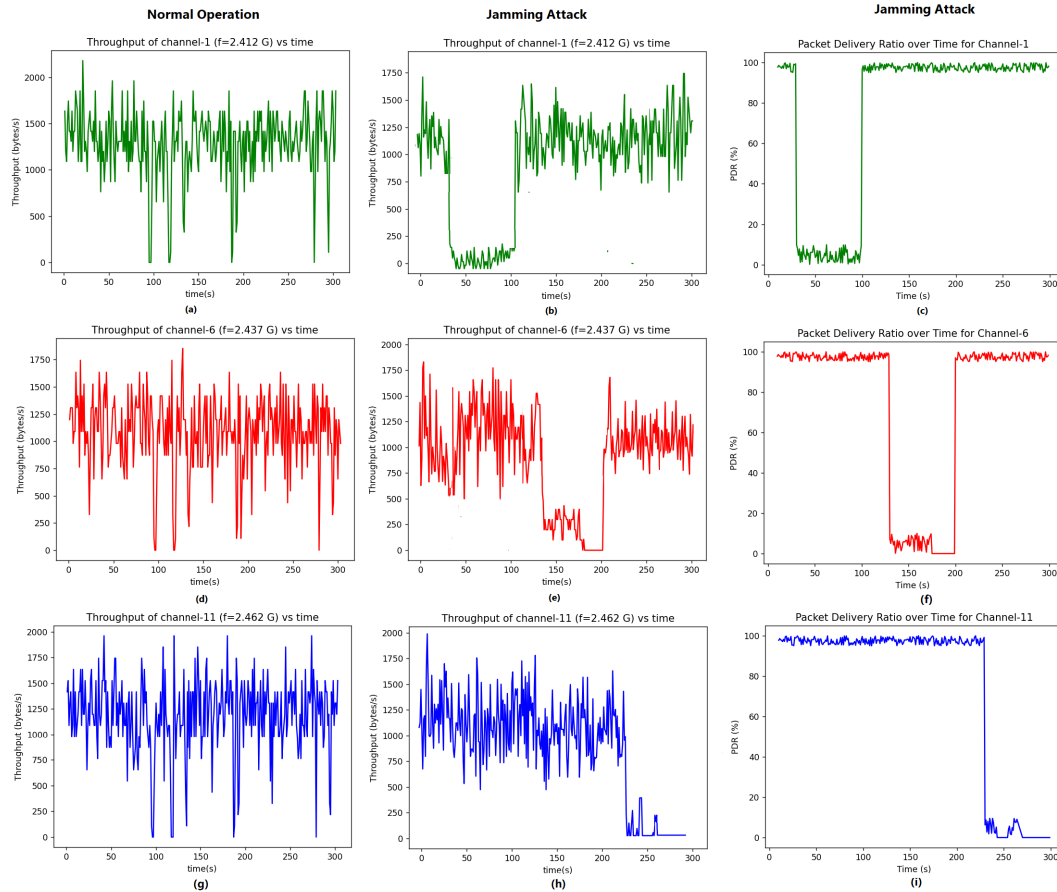 Normal Operation
Jamming Attack
Jamming Attack
Throughput of channel-1 (f=2.412 G) vs time
Throughput (bytes/s)
2000
1500
1000
500
0
0 50 100 150 200 250 300
time(s)
(a)
Throughput of channel-1 (f=2.412 G) vs time
Throughput (bytes/s)
1750
1500
1250
1000
750
500
250
0
0 50 100 150 200 250 300
time(s)
(b)
Packet Delivery Ratio over Time for Channel-1
PDR (%)
100
80
60
40
20
0
0 50 100 150 200 250 300
Time (s)
(c)
Throughput of channel-6 (f=2.437 G) vs time
Throughput (bytes/s)
1750
1500
1250
1000
750
500
250
0
0 50 100 150 200 250 300
time(s)
(d)
Throughput of channel-6 (f=2.437 G) vs time
Throughput (bytes/s)
2000
1750
1500
1250
1000
750
500
250
0
0 50 100 150 200 250 300
time(s)
(e)
Packet Delivery Ratio over Time for Channel-6
PDR (%)
100
80
60
40
20
0
0 50 100 150 200 250 300
Time (s)
(f)
Throughput of channel-11 (f=2.462 G) vs time
Throughput (bytes/s)
2000
1750
1500
1250
1000
750
500
250
0
0 50 100 150 200 250 300
time(s)
(g)
Throughput of channel-11 (f=2.462 G) vs time
Throughput (bytes/s)
2000
1750
1500
1250
1000
750
500
250
0
0 50 100 150 200 250 300
time(s)
(h)
Packet Delivery Ratio over Time for Channel-11
PDR (%)
100
80
60
40
20
0
0 50 100 150 200 250 300
Time (s)
(i)